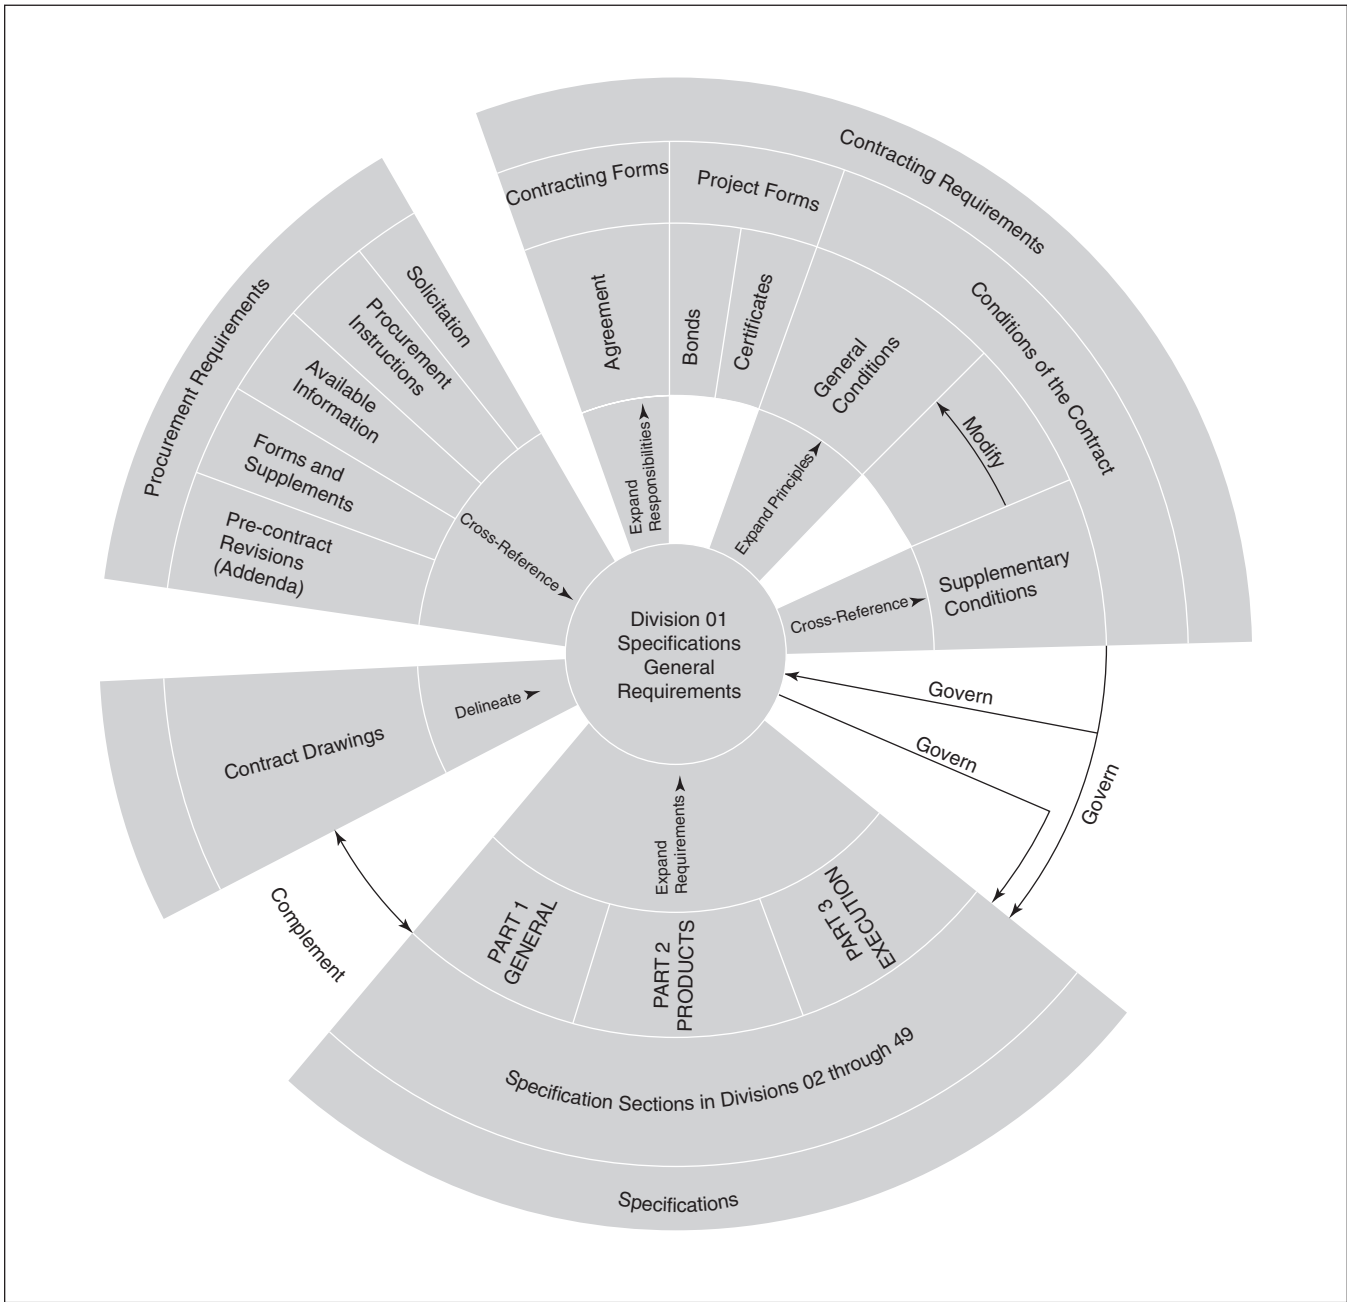 Contracting Requirements
Contracting Forms
Project Forms
Conditions of the Contract
Agreement
Bonds
Certificates
General
Conditions
Modify
Supplementary
Conditions
Expand
Responsibilities
Expand Principles
Cross-Reference
Procurement Requirements
Solicitation
Procurement
Instructions
Available
Information
Forms and
Supplements
Pre-contract
Revisions
(Addenda)
Cross-Reference
Division 01
Specifications
General
Requirements
Contract Drawings
Delineate
Govern
Govern
Govern
Complement
Expand
Requirements
PART 1
GENERAL
PART 2
PRODUCTS
PART 3
EXECUTION
Specification Sections in Divisions 02 through 49
Specifications